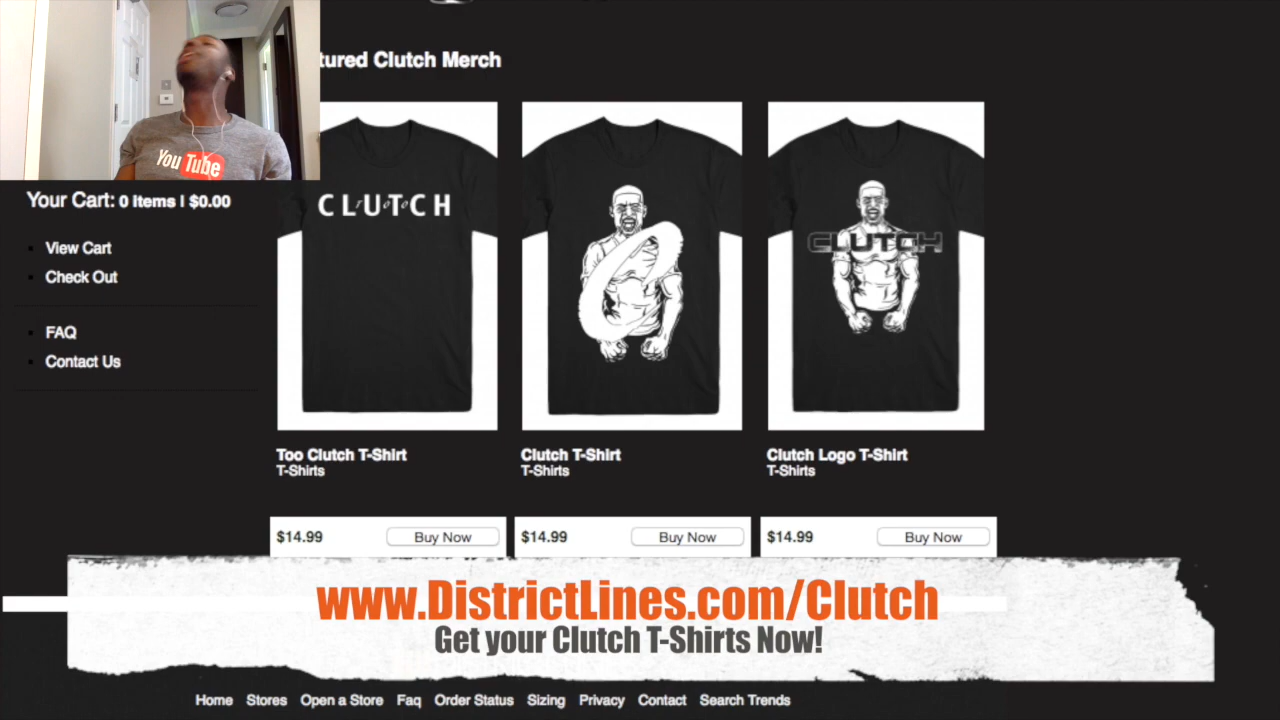 tured Clutch Merch
You Tube
Your Cart: 0 Items | $0.00
View Cart
Check Out
FAQ
Contact Us
CLUTCH
TOO
CLUTCH
Too Clutch T-Shirt
T-Shirts
Clutch T-Shirt
T-Shirts
Clutch Logo T-Shirt
T-Shirts
$14.99 Buy Now
$14.99 Buy Now
$14.99 Buy Now
www.DistrictLines.com/Clutch
Get your Clutch T-Shirts Now!
Home Stores Open a Store Faq Order Status Sizing Privacy Contact Search Trends